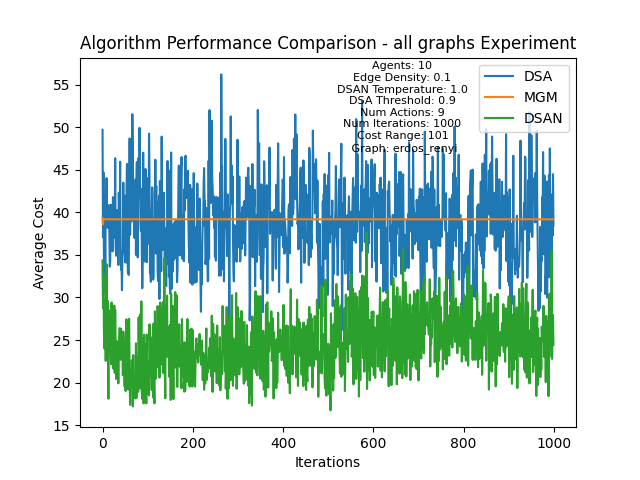 Algorithm Performance Comparison - all graphs Experiment
Agents: 10
Edge Density: 0.1
DSAN Temperature: 1.0
DSA Threshold: 0.9
Num Actions: 9
Num Iterations: 1000
Cost Range: 101
Graph: erdos_renyi
DSA
MGM
DSAN
Average Cost
55
50
45
40
35
30
25
20
15
0
200
400
600
800
1000
Iterations